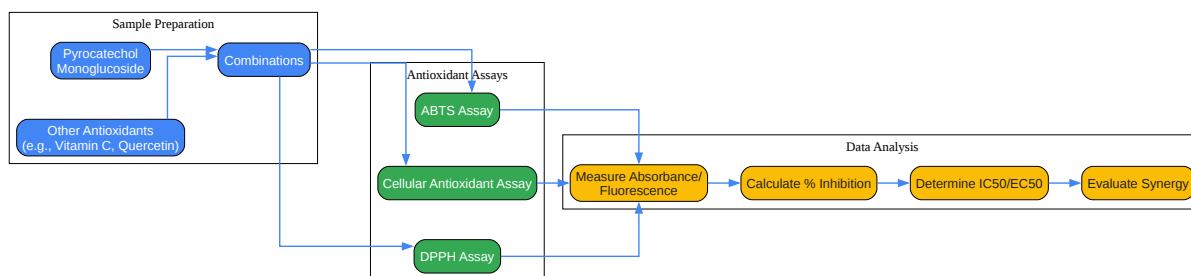 Sample Preparation
Pyrocatechol
Monoglucoside
Combinations
Other Antioxidants
(e.g., Vitamin C, Quercetin)
Antioxidant Assays
ABTS Assay
Cellular Antioxidant Assay
DPPH Assay
Data Analysis
Measure Absorbance/
Fluorescence
Calculate % Inhibition
Determine IC50/EC50
Evaluate Synergy